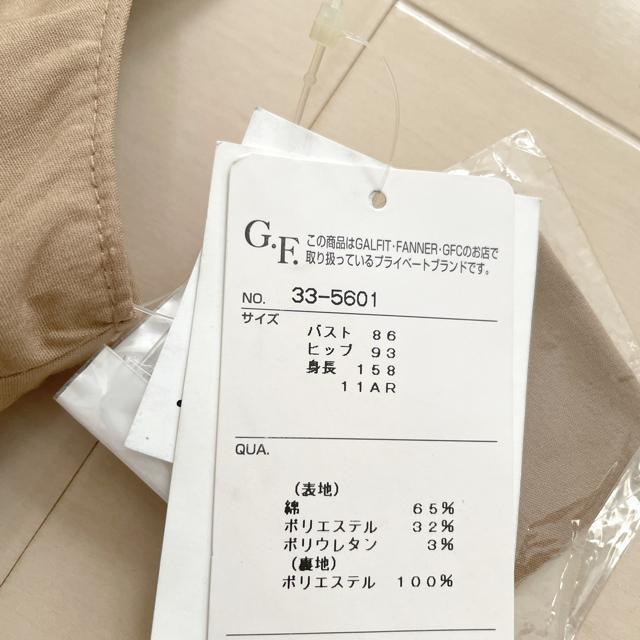 G.F. この商品はGALFIT・FANNER・GFCのお店で
取り扱っているプライベートブランドです。
NO. 33-5601
サイズ
バスト 86
ヒップ 93
身長 158
11AR
QUA.
(表地)
綿 65%
ポリエステル 32%
ポリウレタン 3%
(裏地)
ポリエステル 100%